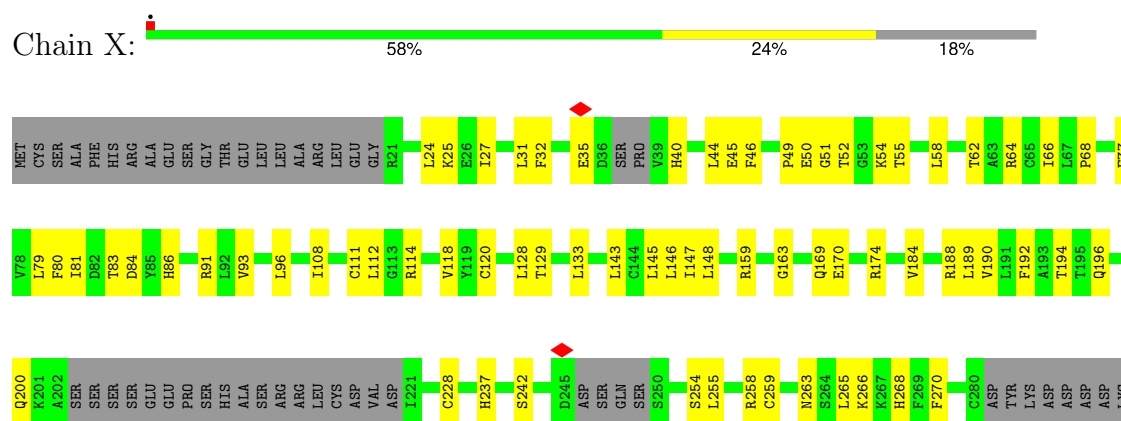 Chain X:
58% 24% 18%
MET CYS SER ALA PHE HIS ARG ALA GLU SER GLY THR GLU LEU LEU ALA ARG LEU GLU GLY R21 L24 K25 E26 I27 L31 F32 E35 D36 SER PRO V39 H40 L44 E45 F46 P49 E50 G51 T52 G53 K54 T55 L58 T62 A63 R64 C65 I66 L67 P68
V78 L79 F80 I81 D82 T83 D84 Y85 H86 R91 L92 V93 L96 I108 C111 L112 G113 R114 V118 Y119 C120 L128 T129 L133 L143 C144 L145 L146 I147 L148 R159 G163 Q169 E170 R174 V184 R188 L189 V190 L191 F192 A193 T194 T195 Q196
Q200 K201 A202 SER SER SER SER GLU GLU PRO SER HIS ALA SER ARG ARG LEU CYS ASP VAL ASP I221 C228 H237 S242 D245 ASP SER GLN SER S250 S254 L255 R258 C259 N263 S264 L265 K266 K267 H268 F269 F270 C280 ASP TYR LYS ASP ASP ASP ASP